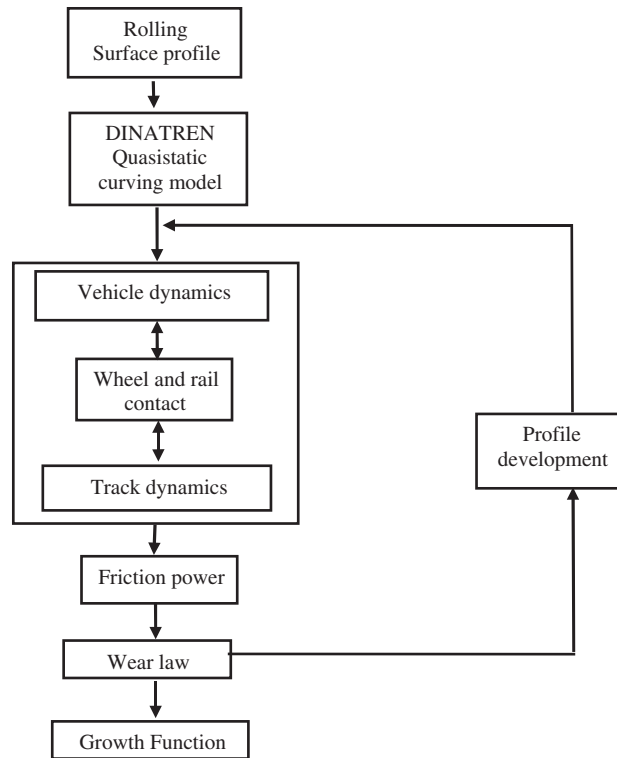 Rolling
Surface profile
DINATREN
Quasistatic
curving model
Vehicle dynamics
Wheel and rail
contact
Profile
development
Track dynamics
Friction power
Wear law
Growth Function